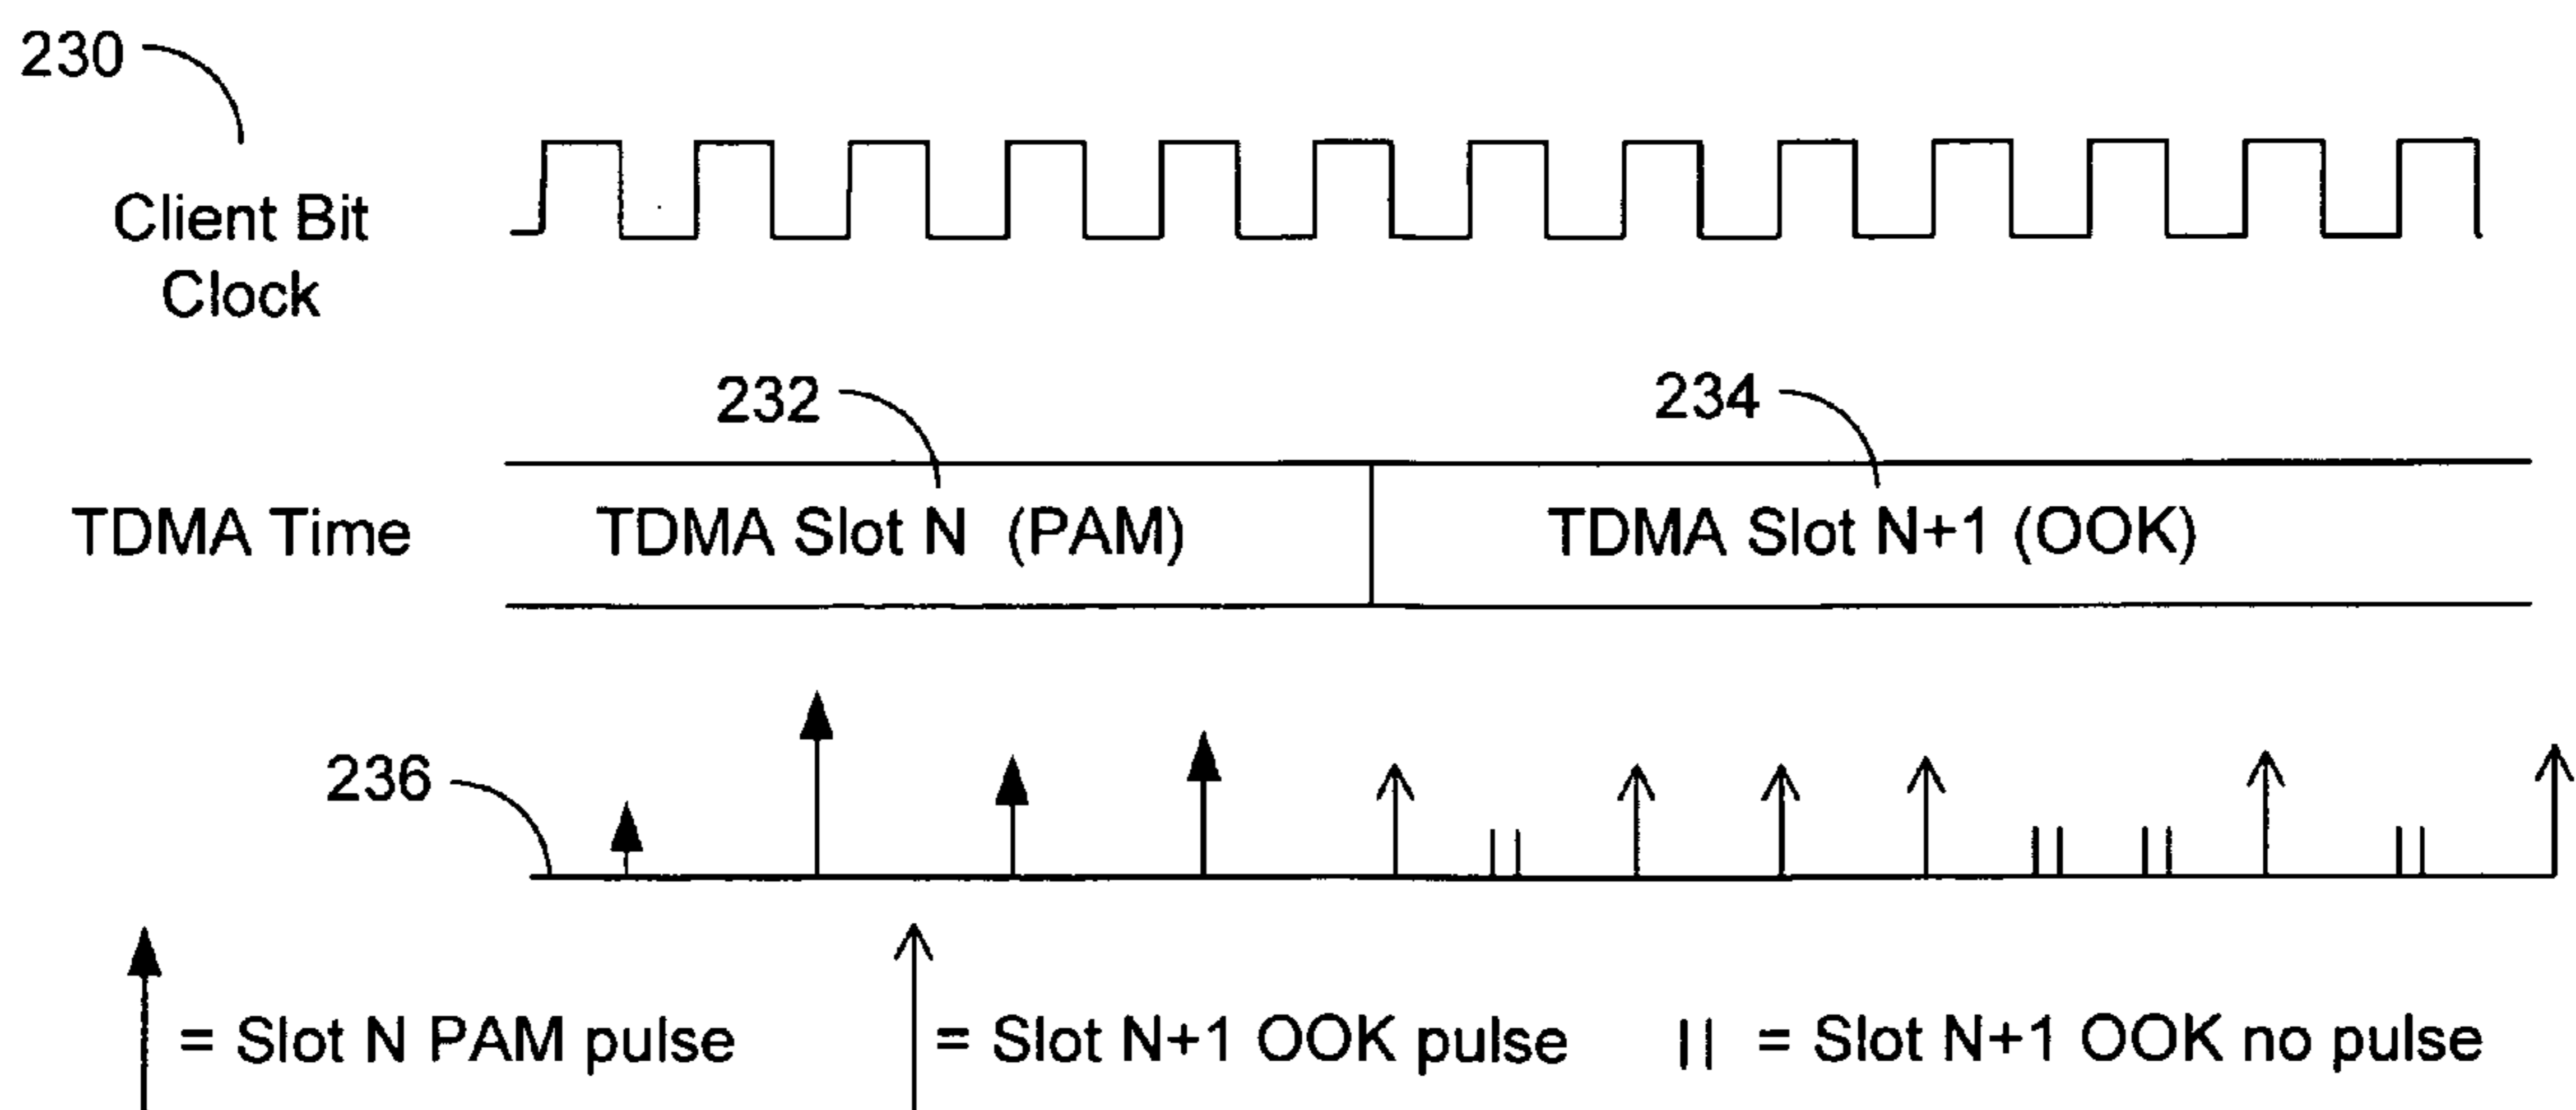 230
Client Bit
Clock
232
234
TDMA Time
TDMA Slot N (PAM)
TDMA Slot N+1 (OOK)
236
= Slot N PAM pulse
= Slot N+1 OOK pulse
|| = Slot N+1 OOK no pulse